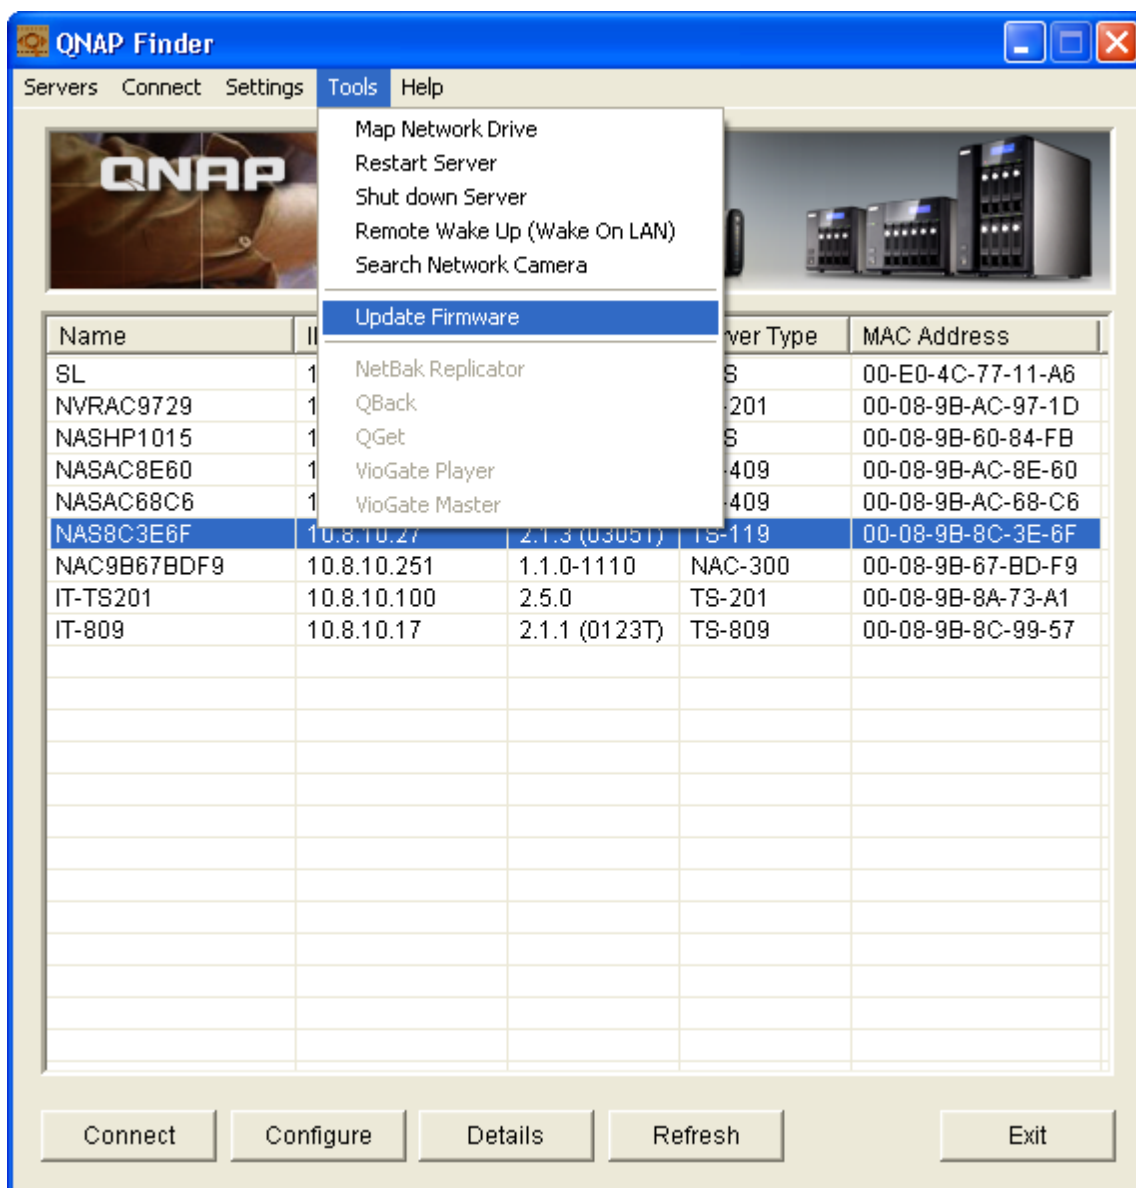 QNAP Finder
Servers Connect Settings Tools Help
QNAP
Map Network Drive
Restart Server
Shut down Server
Remote Wake Up (Wake On LAN)
Search Network Camera
Update Firmware
NetBak Replicator
QBack
QGet
VioGate Player
VioGate Master
Name Type MAC Address
SL 00-E0-4C-77-11-A6
NVRAC9729 -201 00-08-9B-AC-97-1D
NASHP1015 00-08-9B-60-84-FB
NASAC8E60 -409 00-08-9B-AC-8E-60
NASAC68C6 -409 00-08-9B-AC-68-C6
NAS8C3E6F 10.8.10.27 2.1.3 (0305T) TS-119 00-08-9B-8C-3E-6F
NAC9B67BDF9 10.8.10.251 1.1.0-1110 NAC-300 00-08-9B-67-BD-F9
IT-TS201 10.8.10.100 2.5.0 TS-201 00-08-9B-8A-73-A1
IT-809 10.8.10.17 2.1.1 (0123T) TS-809 00-08-9B-8C-99-57
Connect Configure Details Refresh Exit